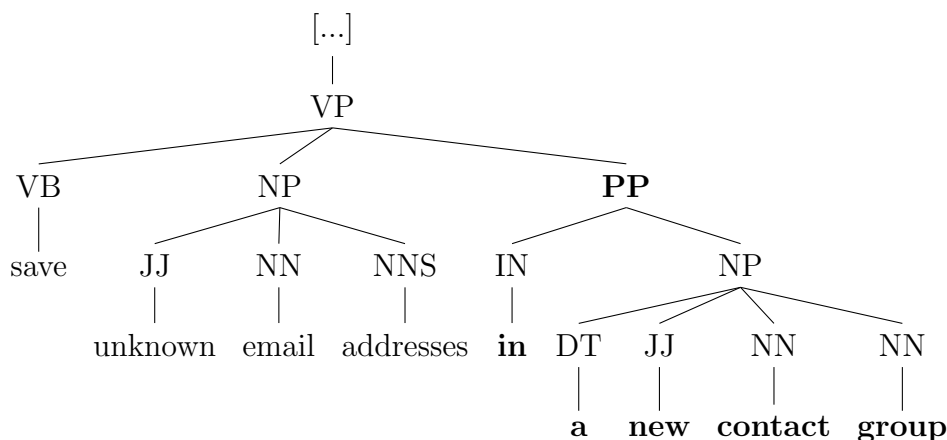 [...]
VP
VB NP PP
save JJ NN NNS IN NP
unknown email addresses in DT JJ NN NN
a new contact group